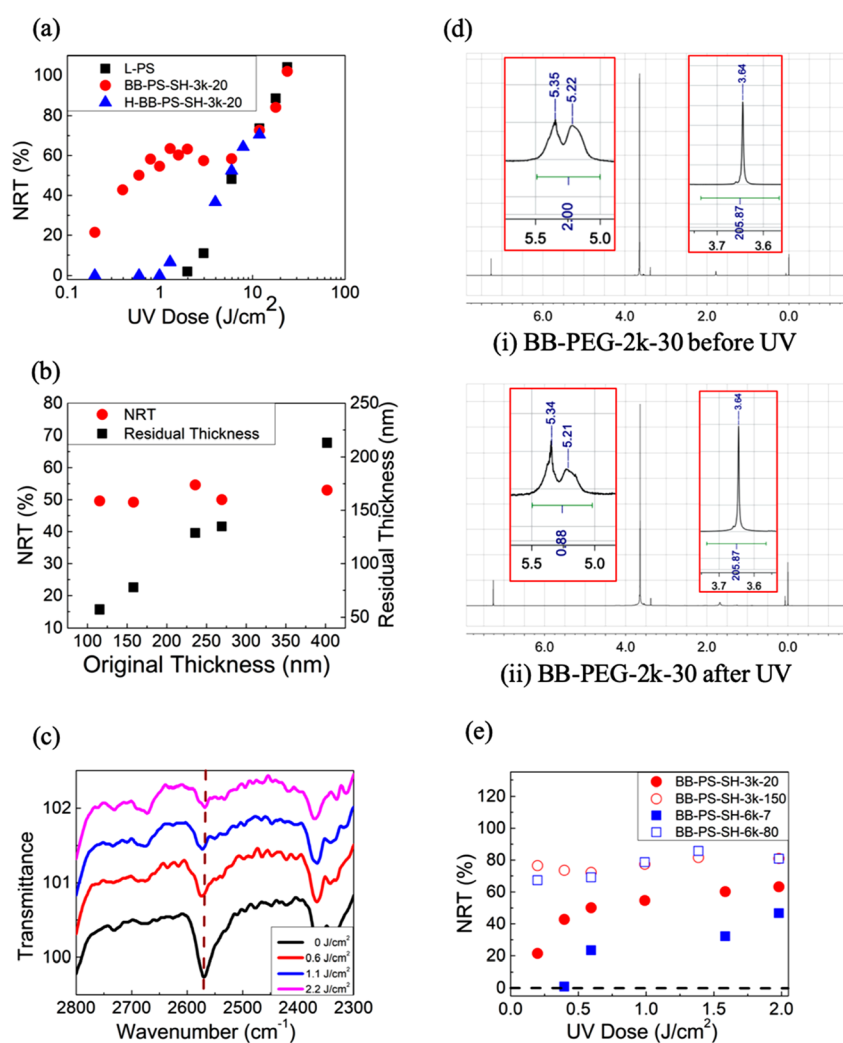 (a)
L-PS
BB-PS-SH-3k-20
H-BB-PS-SH-3k-20
NRT (%)
100
80
60
40
20
0
0.1
1
10
100
UV Dose (J/cm²)
(b)
NRT
Residual Thickness
NRT (%)
80
70
60
50
40
30
20
10
Residual Thickness (nm)
250
200
150
100
50
100 150 200 250 300 350 400
Original Thickness (nm)
(c)
Transmittance
102
101
100
0 J/cm²
0.6 J/cm²
1.1 J/cm²
2.2 J/cm²
2800 2700 2600 2500 2400 2300
Wavenumber (cm⁻¹)
(d)
5.35
5.22
2.00
5.5 5.0
3.64
205.87
3.7 3.6
6.0 4.0 2.0 0.0
(i) BB-PEG-2k-30 before UV
5.34
5.21
0.88
5.5 5.0
3.64
205.87
3.7 3.6
6.0 4.0 2.0 0.0
(ii) BB-PEG-2k-30 after UV
(e)
BB-PS-SH-3k-20
BB-PS-SH-3k-150
BB-PS-SH-6k-7
BB-PS-SH-6k-80
NRT (%)
120
100
80
60
40
20
0
0.0 0.5 1.0 1.5 2.0
UV Dose (J/cm²)